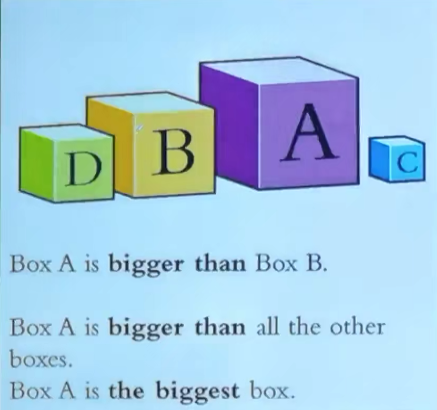 D B A C
Box A is bigger than Box B.
Box A is bigger than all the other
boxes.
Box A is the biggest box.